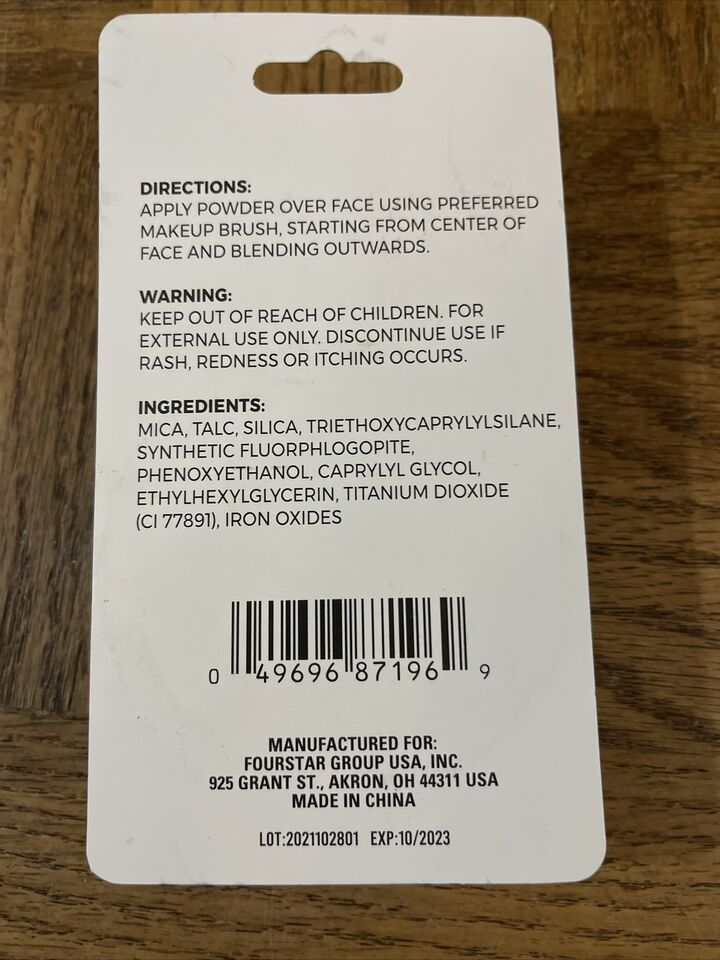 DIRECTIONS:
APPLY POWDER OVER FACE USING PREFERRED
MAKEUP BRUSH, STARTING FROM CENTER OF
FACE AND BLENDING OUTWARDS.
WARNING:
KEEP OUT OF REACH OF CHILDREN. FOR
EXTERNAL USE ONLY. DISCONTINUE USE IF
RASH, REDNESS OR ITCHING OCCURS.
INGREDIENTS:
MICA, TALC, SILICA, TRIETHOXYCAPRYLYLSILANE,
SYNTHETIC FLUORPHLOGOPITE,
PHENOXYETHANOL, CAPRYLYL GLYCOL,
ETHYLHEXYLGLYCERIN, TITANIUM DIOXIDE
(CI 77891), IRON OXIDES
0 49696 87196 9
MANUFACTURED FOR:
FOURSTAR GROUP USA, INC.
925 GRANT ST., AKRON, OH 44311 USA
MADE IN CHINA
LOT:2021102801 EXP:10/2023